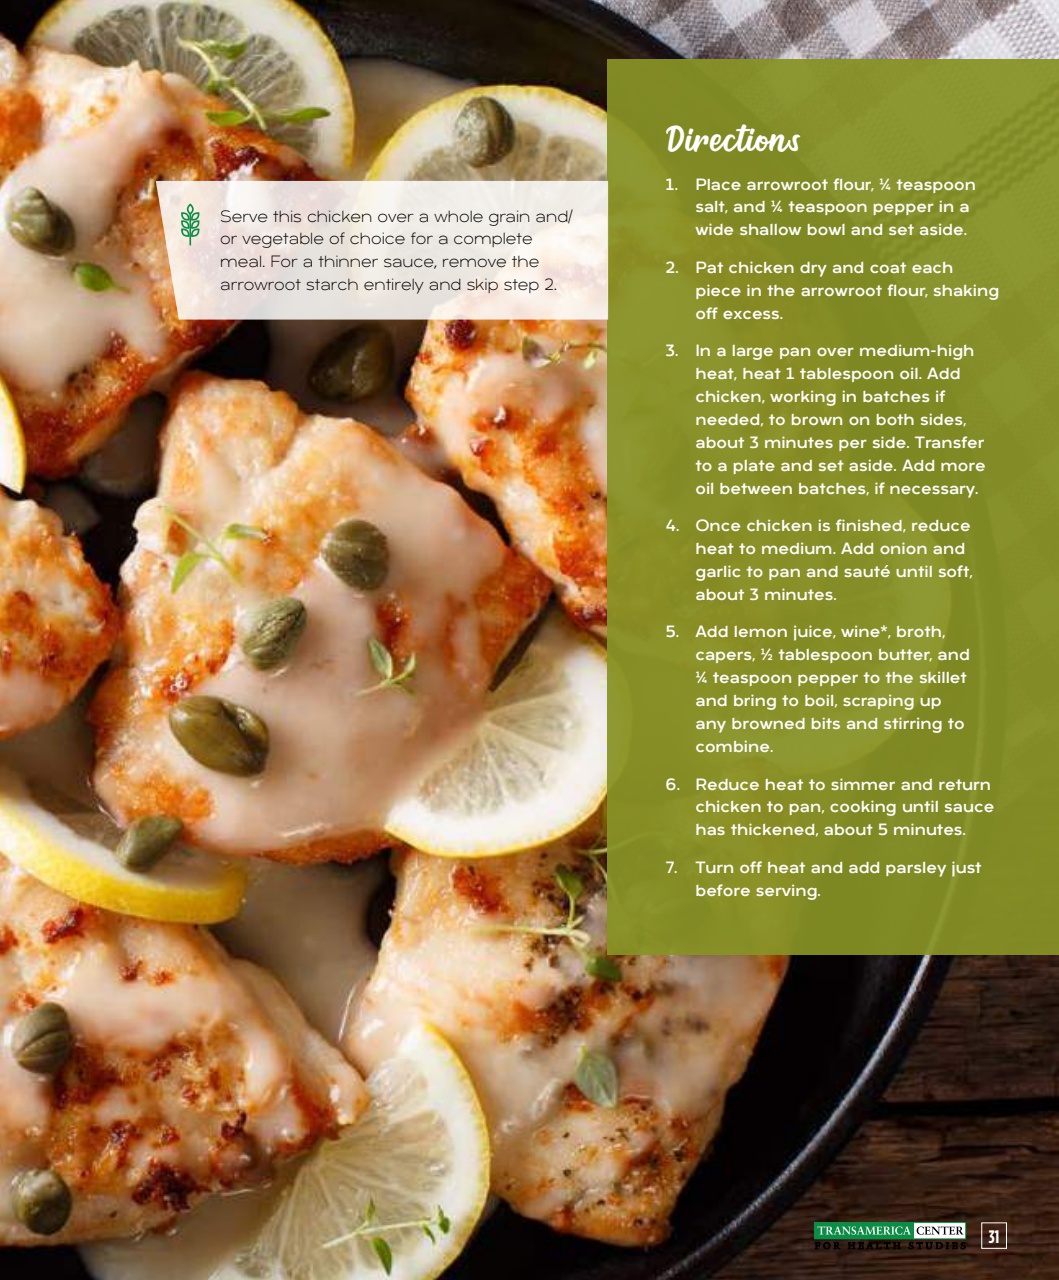 Directions
1. Place arrowroot flour, ¼ teaspoon
salt, and ¼ teaspoon pepper in a
wide shallow bowl and set aside.
2. Pat chicken dry and coat each
piece in the arrowroot flour, shaking
off excess.
3. In a large pan over medium-high
heat, heat 1 tablespoon oil. Add
chicken, working in batches if
needed, to brown on both sides,
about 3 minutes per side. Transfer
to a plate and set aside. Add more
oil between batches, if necessary.
4. Once chicken is finished, reduce
heat to medium. Add onion and
garlic to pan and sauté until soft,
about 3 minutes.
5. Add lemon juice, wine*, broth,
capers, ½ tablespoon butter, and
¼ teaspoon pepper to the skillet
and bring to boil, scraping up
any browned bits and stirring to
combine.
6. Reduce heat to simmer and return
chicken to pan, cooking until sauce
has thickened, about 5 minutes.
7. Turn off heat and add parsley just
before serving.
Serve this chicken over a whole grain and/
or vegetable of choice for a complete
meal. For a thinner sauce, remove the
arrowroot starch entirely and skip step 2.
TRANSAMERICA CENTER
FOR HEALTH STUDIES
31